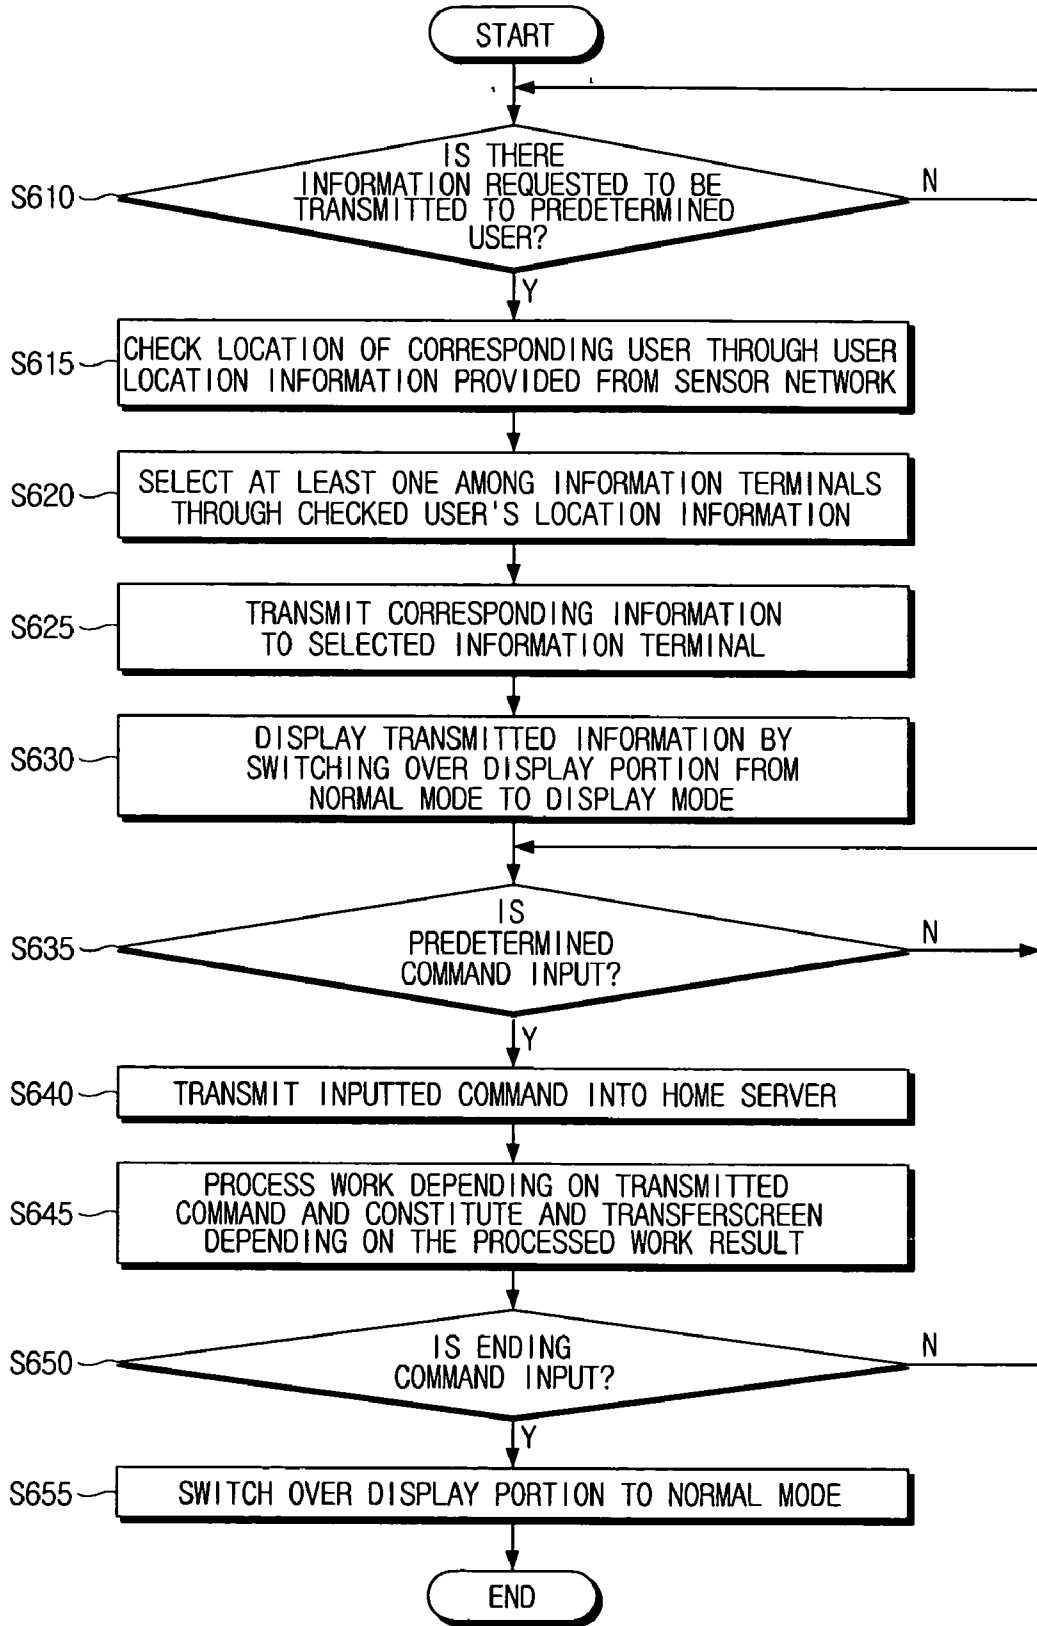 START
IS THERE
INFORMATION REQUESTED TO BE
TRANSMITTED TO PREDETERMINED
USER?
S610
N
Y
S615
CHECK LOCATION OF CORRESPONDING USER THROUGH USER
LOCATION INFORMATION PROVIDED FROM SENSOR NETWORK
S620
SELECT AT LEAST ONE AMONG INFORMATION TERMINALS
THROUGH CHECKED USER'S LOCATION INFORMATION
S625
TRANSMIT CORRESPONDING INFORMATION
TO SELECTED INFORMATION TERMINAL
S630
DISPLAY TRANSMITTED INFORMATION BY
SWITCHING OVER DISPLAY PORTION FROM
NORMAL MODE TO DISPLAY MODE
S635
IS
PREDETERMINED
COMMAND INPUT?
N
Y
S640
TRANSMIT INPUTTED COMMAND INTO HOME SERVER
S645
PROCESS WORK DEPENDING ON TRANSMITTED
COMMAND AND CONSTITUTE AND TRANSFERSCREEN
DEPENDING ON THE PROCESSED WORK RESULT
S650
IS ENDING
COMMAND INPUT?
N
Y
S655
SWITCH OVER DISPLAY PORTION TO NORMAL MODE
END